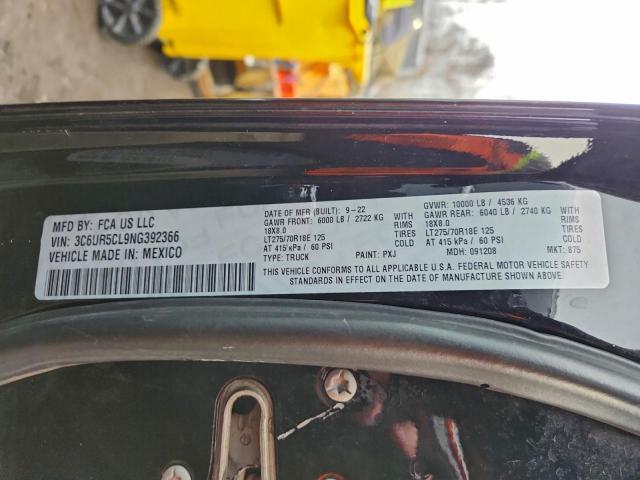 MFD BY: FCA US LLC
VIN: 3C6UR5CL9NG392366
VEHICLE MADE IN: MEXICO
DATE OF MFR (BUILT): 9-22
GAWR FRONT: 6000 LB / 2722 KG
18X8.0 RIMS
LT275/70R18E 125 TIRES
AT 415 kPa / 60 PSI COLD
TYPE: TRUCK PAINT: PXJ
GVWR: 10000 LB / 4536 KG
GAWR REAR: 6040 LB / 2740 KG
WITH 18X8.0 RIMS
LT275/70R18E 125 TIRES
AT 415 kPa / 60 PSI COLD
MDH: 091208 MKT: 875
THIS VEHICLE CONFORMS TO ALL APPLICABLE U.S.A. FEDERAL MOTOR VEHICLE SAFETY
STANDARDS IN EFFECT ON THE DATE OF MANUFACTURE SHOWN ABOVE